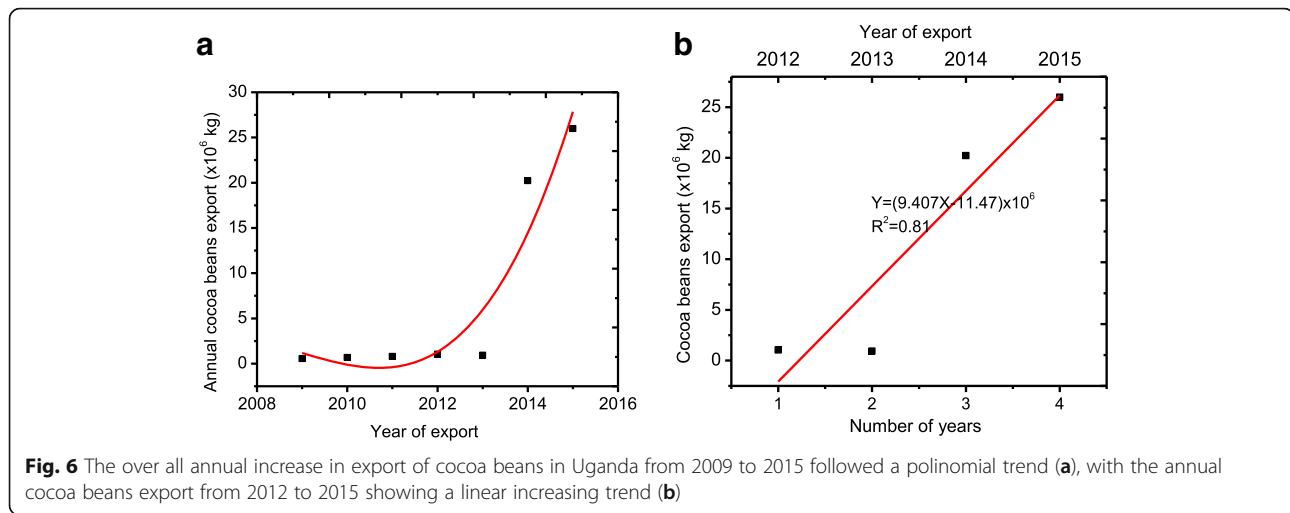 a
30
25
20
15
10
5
0
2008 2010 2012 2014 2016
Annual cocoa beans export (x10⁶ kg)
Year of export
b
Year of export
2012 2013 2014 2015
25
20
15
10
5
0
1 2 3 4
Cocoa beans export (x10⁶ kg)
Number of years
Y=(9.407X-11.47)x10⁶
R²=0.81
Fig. 6 The over all annual increase in export of cocoa beans in Uganda from 2009 to 2015 followed a polinomial trend (a), with the annual
cocoa beans export from 2012 to 2015 showing a linear increasing trend (b)